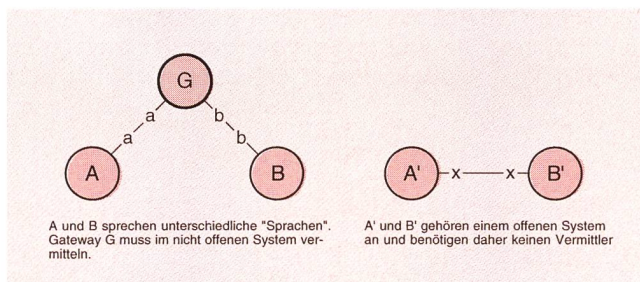 G
a
b
a
b
A
B
A'
x
x
B'
A und B sprechen unterschiedliche "Sprachen".
Gateway G muss im nicht offenen System ver-
mitteln.
A' und B' gehören einem offenen System
an und benötigen daher keinen Vermittler